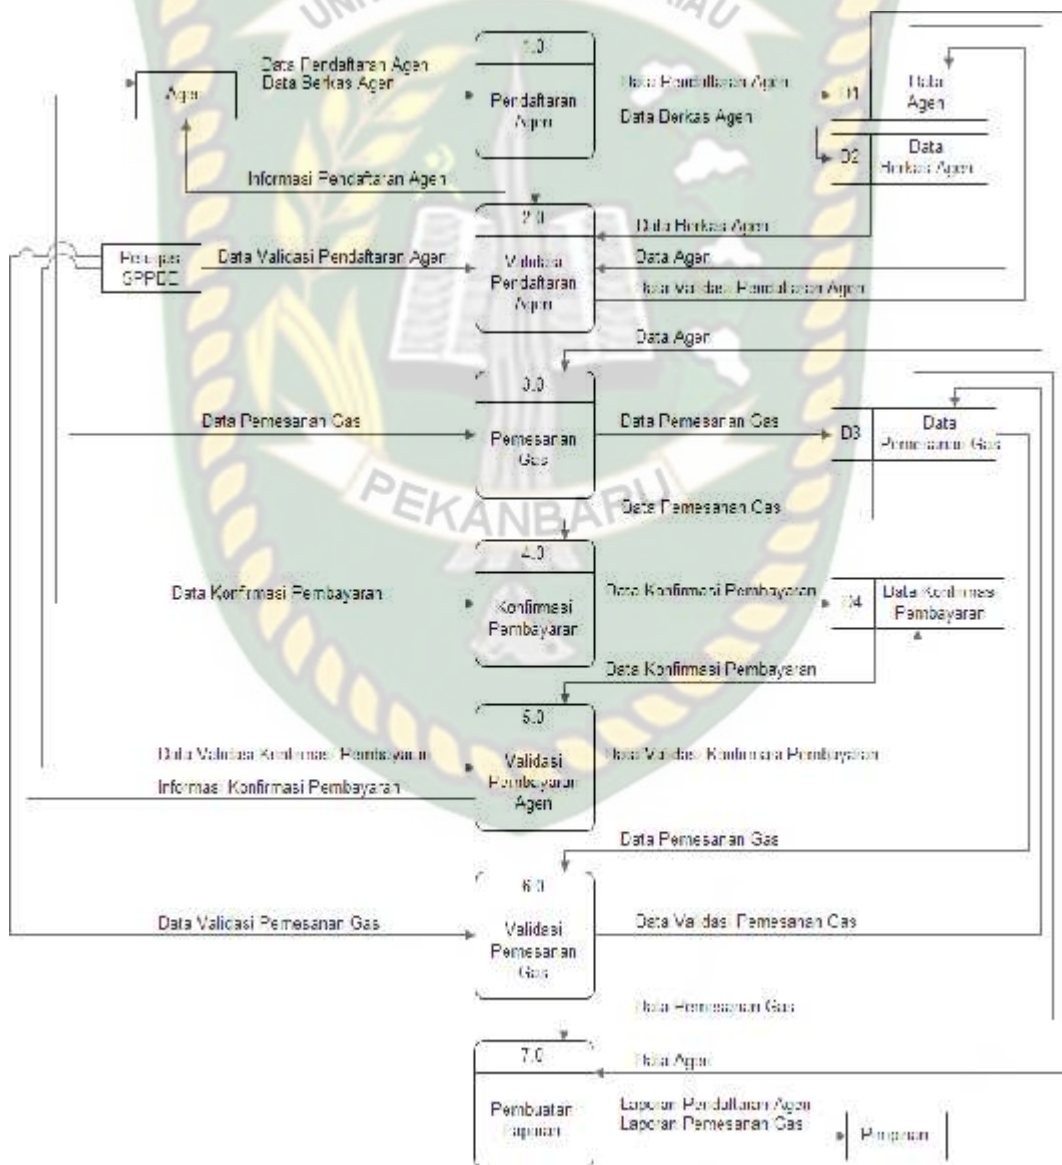 1.0
Data Pendaftaran Agen
Data Berkas Agen
Agen
Pendaftaran
Agen
Data Pendaftaran Agen
Data Berkas Agen
D1
Data
Agen
D2
Data
Berkas Agen
Informasi Pendaftaran Agen
2.0
Validasi
Pendaftaran
Agen
Data Berkas Agen
Data Agen
Data Validasi Pendaftaran Agen
Petugas
Data Validasi Pendaftaran Agen
Data Agen
3.0
Pemesanan
Gas
Data Pemesanan Gas
Data Pemesanan Gas
D3
Data
Pemesanan Gas
PEKANBARU
Data Pemesanan Gas
4.0
Konfirmasi
Pembayaran
Data Konfirmasi Pembayaran
Data Konfirmasi Pembayaran
D4
Data Konfirmasi
Pembayaran
Data Konfirmasi Pembayaran
5.0
Validasi
Pembayaran
Agen
Data Validasi Konfirmasi Pembayaran
Informasi Konfirmasi Pembayaran
Data Validasi Konfirmasi Pembayaran
Data Pemesanan Gas
6.0
Validasi
Pemesanan
Gas
Data Validasi Pemesanan Gas
Data Validasi Pemesanan Gas
Data Pemesanan Gas
7.0
Pembuatan
Laporan
Data Agen
Laporan Pendaftaran Agen
Laporan Pemesanan Gas
Pimpinan